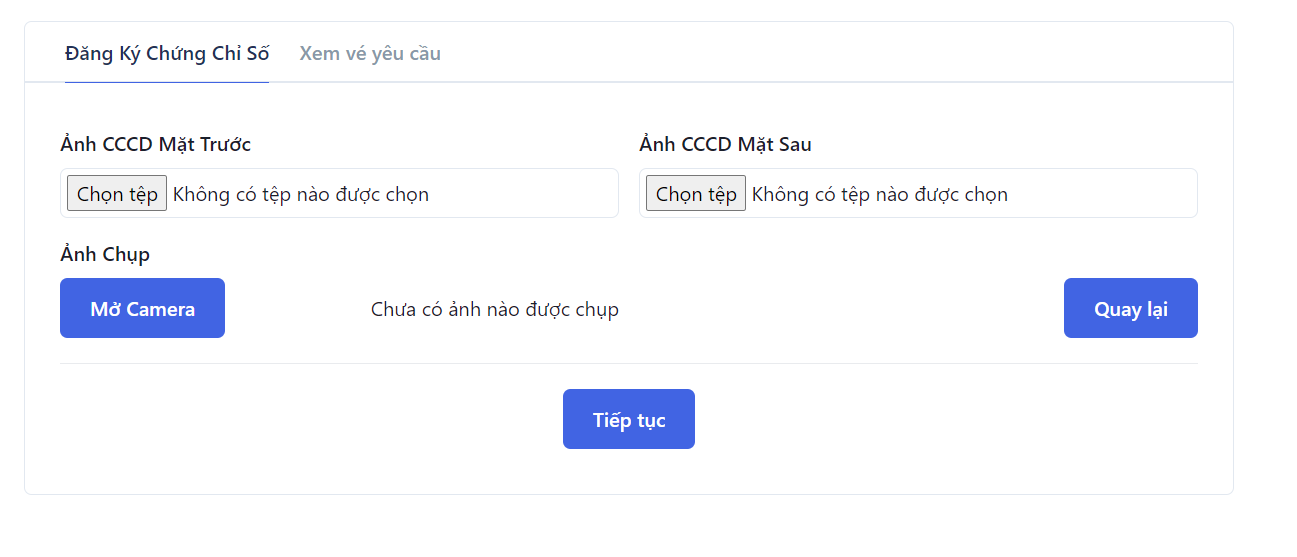 Đăng Ký Chứng Chỉ Số Xem vé yêu cầu
Ảnh CCCD Mặt Trước Ảnh CCCD Mặt Sau
Chọn tệp Không có tệp nào được chọn Chọn tệp Không có tệp nào được chọn
Ảnh Chụp
Mở Camera Chưa có ảnh nào được chụp Quay lại
Tiếp tục